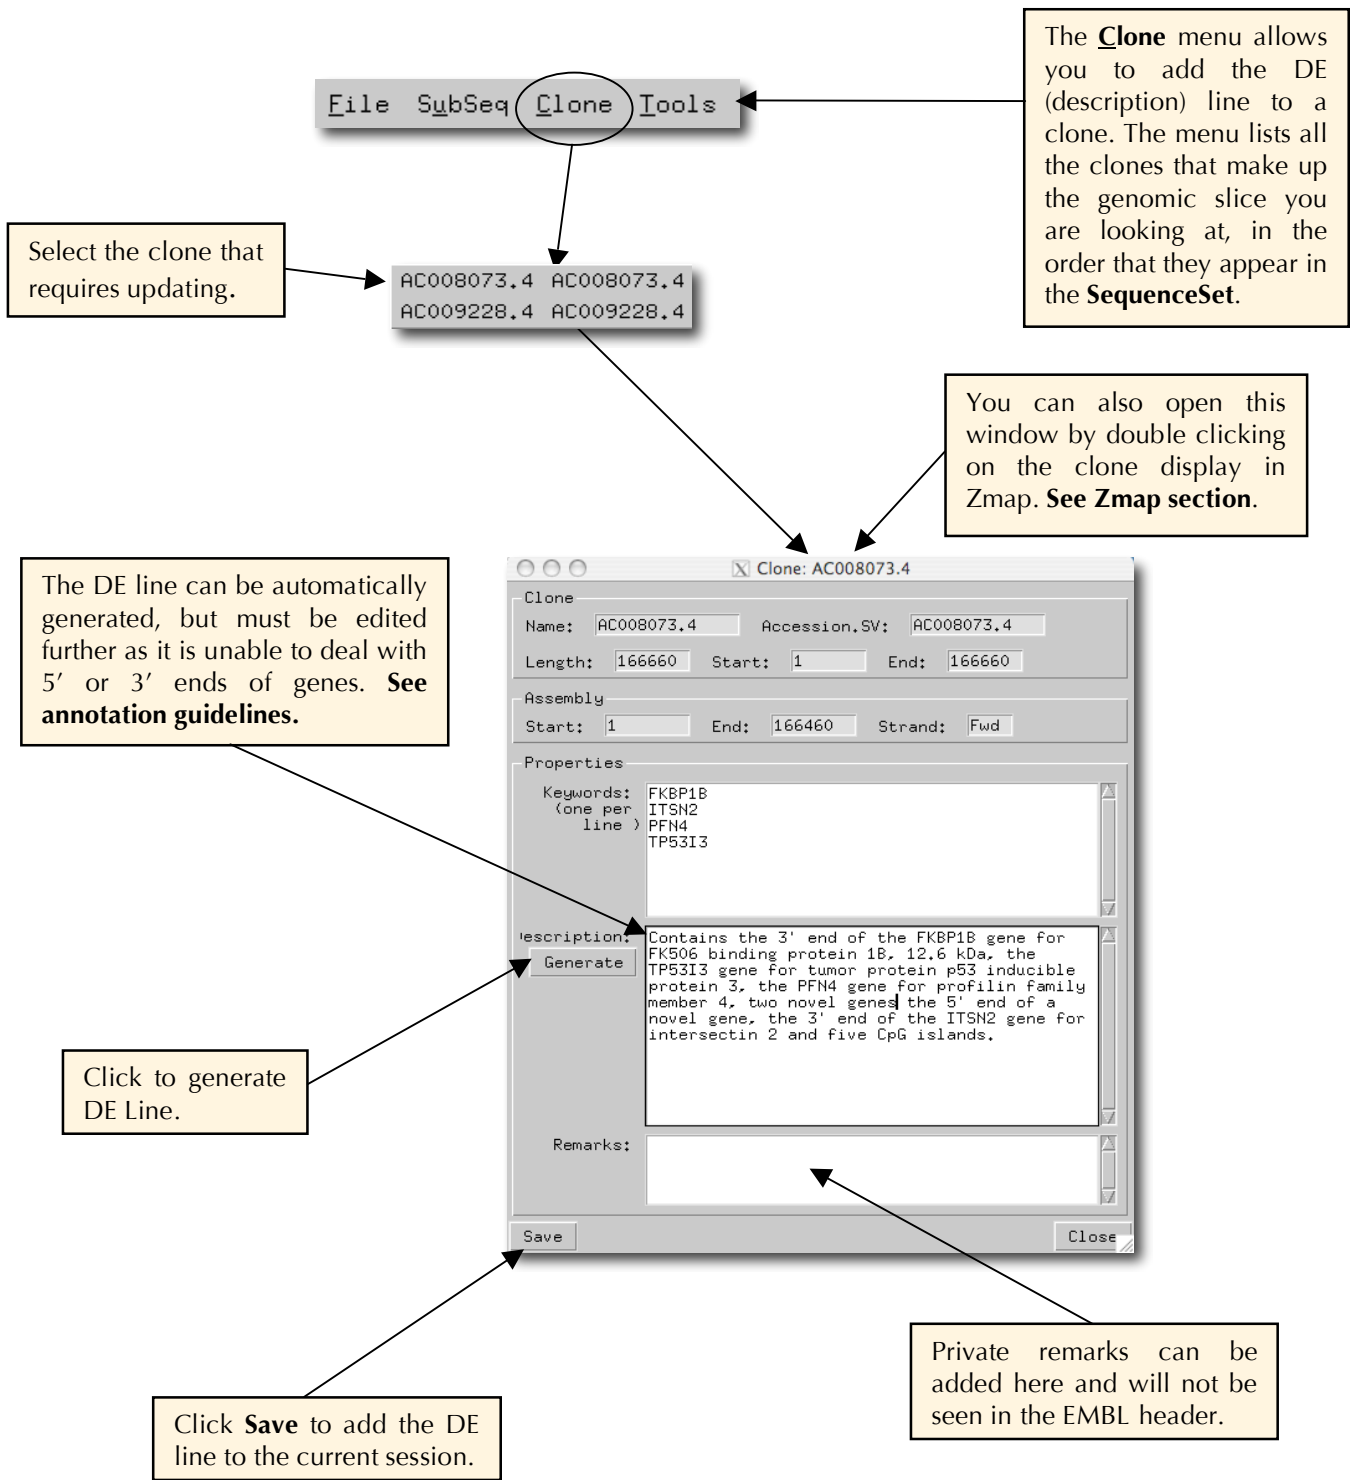 The Clone menu allows
you to add the DE
(description) line to a
clone. The menu lists all
the clones that make up
the genomic slice you
are looking at, in the
order that they appear in
the SequenceSet.
File SubSeq Clone Tools
Select the clone that
requires updating.
AC008073.4 AC008073.4
AC009228.4 AC009228.4
You can also open this
window by double clicking
on the clone display in
Zmap. See Zmap section.
The DE line can be automatically
generated, but must be edited
further as it is unable to deal with
5’ or 3’ ends of genes. See
annotation guidelines.
X Clone: AC008073.4
Clone
Name: AC008073.4 Accession.SV: AC008073.4
Length: 166660 Start: 1 End: 166660
Assembly
Start: 1 End: 166460 Strand: Fwd
Properties
Keywords:
(one per
line )
FKBP1B
ITSN2
PFN4
TP53I3
escription:
Generate
Contains the 3' end of the FKBP1B gene for
FK506 binding protein 1B, 12.6 kDa, the
TP53I3 gene for tumor protein p53 inducible
protein 3, the PFN4 gene for profilin family
member 4, two novel genes the 5' end of a
novel gene, the 3' end of the ITSN2 gene for
intersectin 2 and five CpG islands.
Click to generate
DE Line.
Remarks:
Save Close
Private remarks can be
added here and will not be
seen in the EMBL header.
Click Save to add the DE
line to the current session.